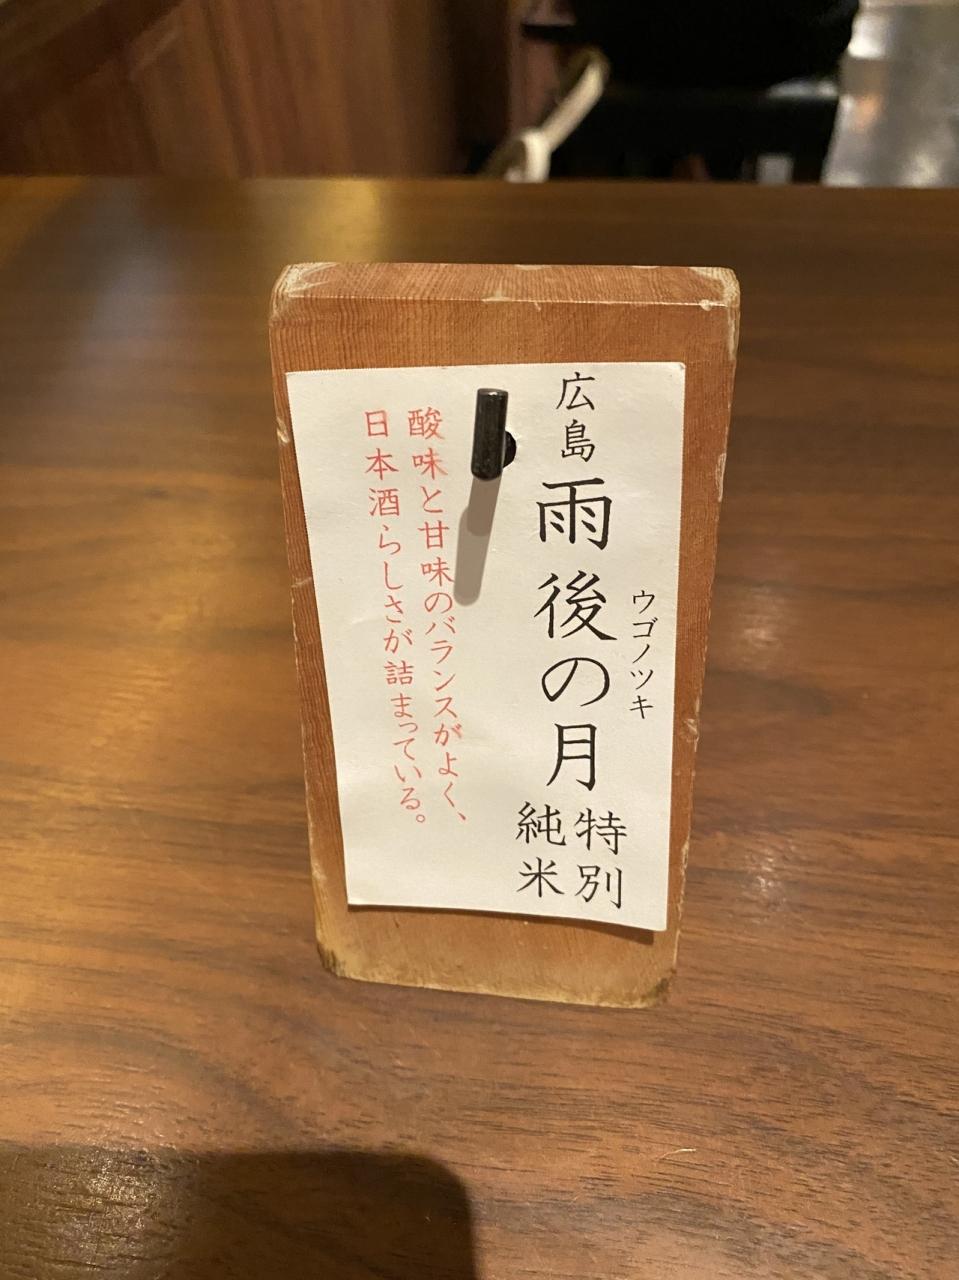 広島
雨後の月
ウゴノツキ
特別
純米
酸味と甘味のバランスがよく、
日本酒らしさが詰まっている。